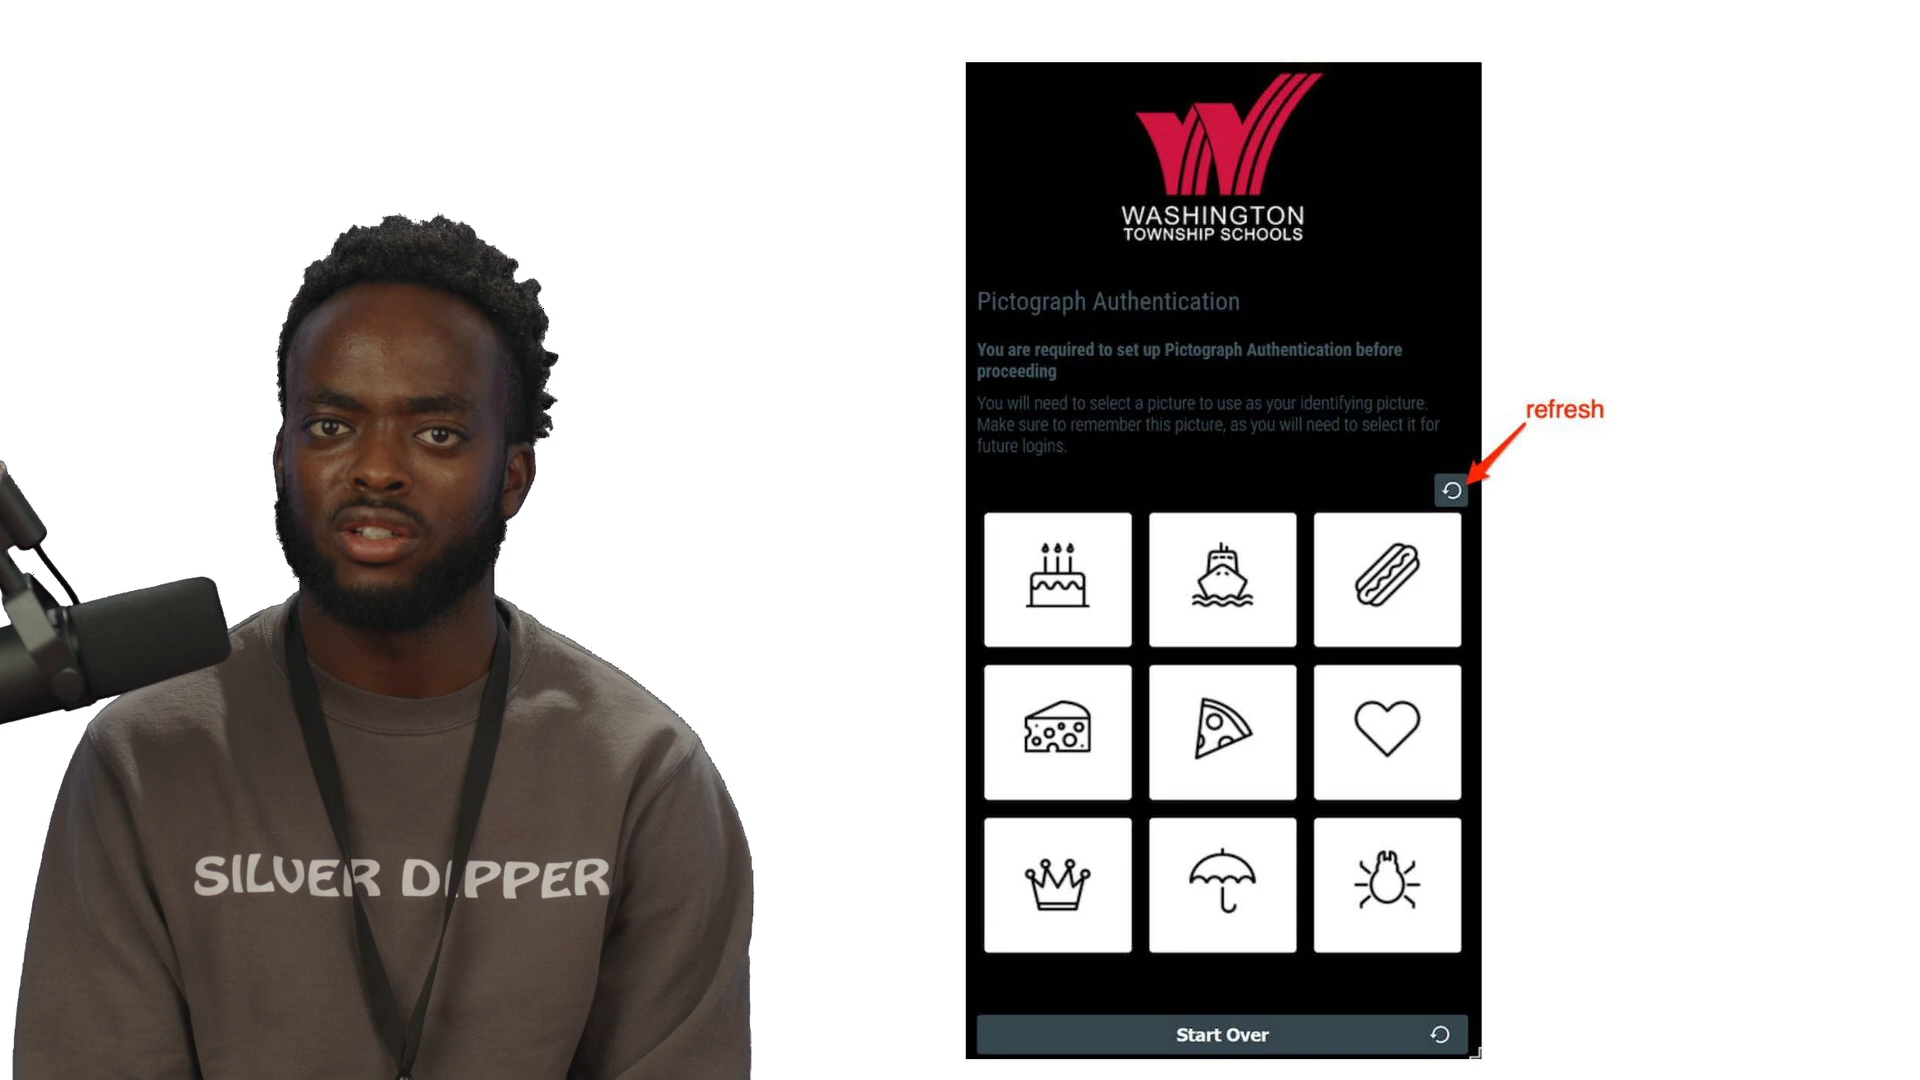 WASHINGTON
TOWNSHIP SCHOOLS
Pictograph Authentication
You are required to set up Pictograph Authentication before
proceeding
You will need to select a picture to use as your identifying picture.
Make sure to remember this picture, as you will need to select it for
future logins.
refresh
Start Over
SILVER DIPPER